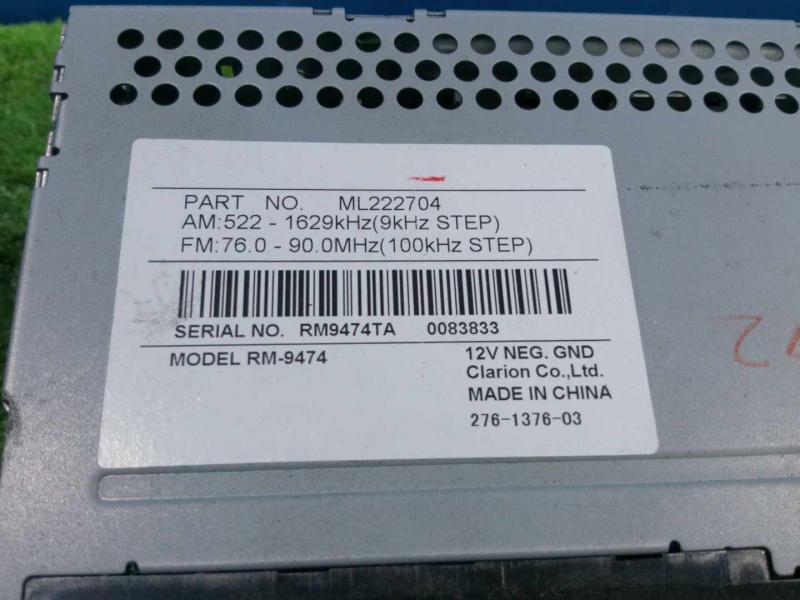 PART NO. ML222704
AM:522 - 1629kHz(9kHz STEP)
FM:76.0 - 90.0MHz(100kHz STEP)
SERIAL NO. RM9474TA 0083833
MODEL RM-9474 12V NEG. GND
Clarion Co.,Ltd.
MADE IN CHINA
276-1376-03